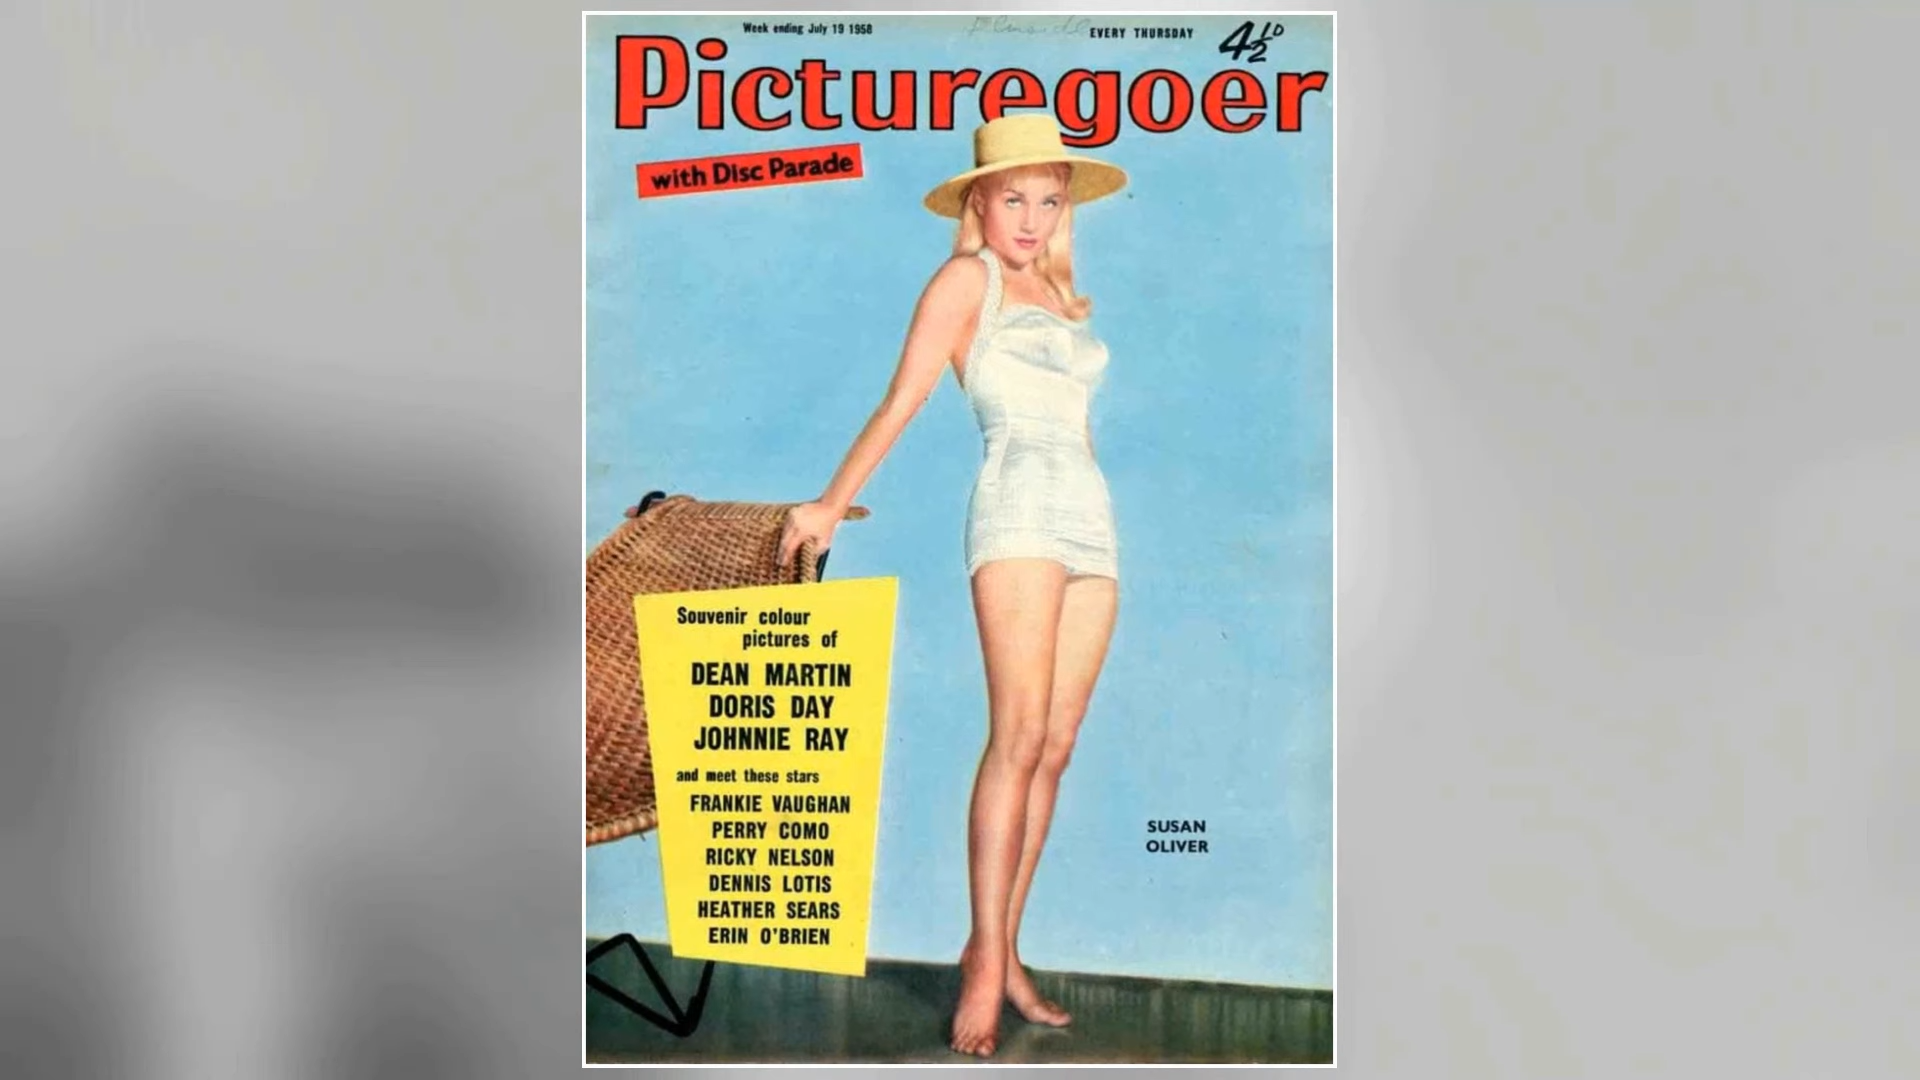 Week ending July 19 1958
EVERY THURSDAY
4½D
Picturegoer
with Disc Parade
Souvenir colour
pictures of
DEAN MARTIN
DORIS DAY
JOHNNIE RAY
and meet these stars
FRANKIE VAUGHAN
PERRY COMO
RICKY NELSON
DENNIS LOTIS
HEATHER SEARS
ERIN O'BRIEN
SUSAN
OLIVER